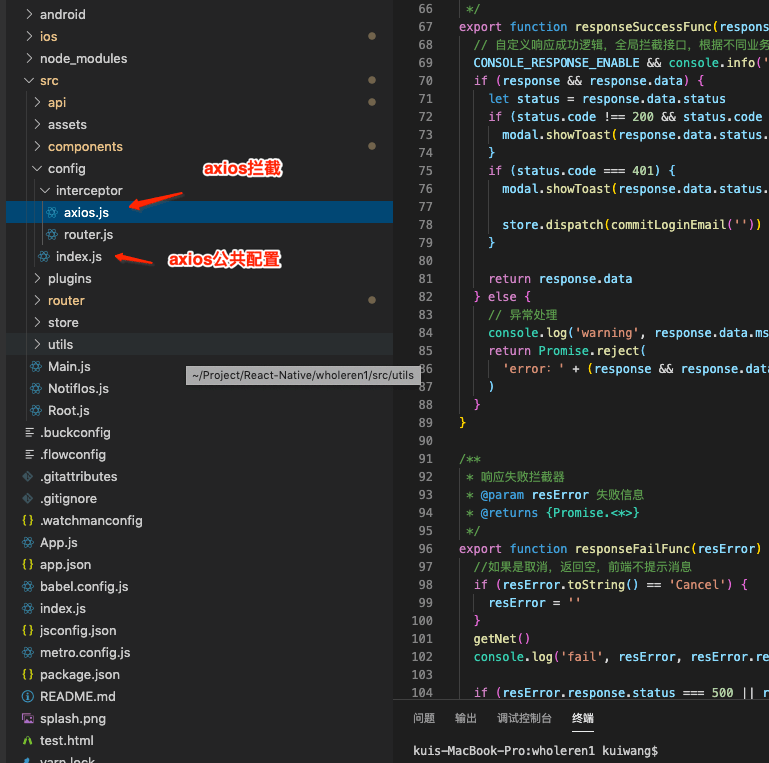 android
ios
node_modules
src
api
assets
components
config
axios拦截
interceptor
axios.js
router.js
index.js
axios公共配置
plugins
router
store
utils
Main.js
~/Project/React-Native/wholeren1/src/utils
Notiflos.js
Root.js
.buckconfig
.flowconfig
.gitattributes
.gitignore
.watchmanconfig
App.js
app.json
babel.config.js
index.js
jsconfig.json
metro.config.js
package.json
README.md
splash.png
test.html
yarn.lock
66 */
67 export function responseSuccessFunc(respons
68 // 自定义响应成功逻辑，全局拦截接口，根据不同业务
69 CONSOLE_RESPONSE_ENABLE && console.info('
70 if (response && response.data) {
71 let status = response.data.status
72 if (status.code !== 200 && status.code
73 modal.showToast(response.data.status.
74 }
75 if (status.code === 401) {
76 modal.showToast(response.data.status.
77
78 store.dispatch(commitLoginEmail(''))
79 }
80
81 return response.data
82 } else {
83 // 异常处理
84 console.log('warning', response.data.ms
85 return Promise.reject(
86 'error: ' + (response && response.data
87 )
88 }
89 }
90
91 /**
92 * 响应失败拦截器
93 * @param resError 失败信息
94 * @returns {Promise.<*>}
95 */
96 export function responseFailFunc(resError)
97 //如果是取消，返回空，前端不提示消息
98 if (resError.toString() == 'Cancel') {
99 resError = ''
100 }
101 getNet()
102 console.log('fail', resError, resError.re
103
104 if (resError.response.status === 500 || r
问题 输出 调试控制台 终端
kuis-MacBook-Pro:wholeren1 kuiwang$